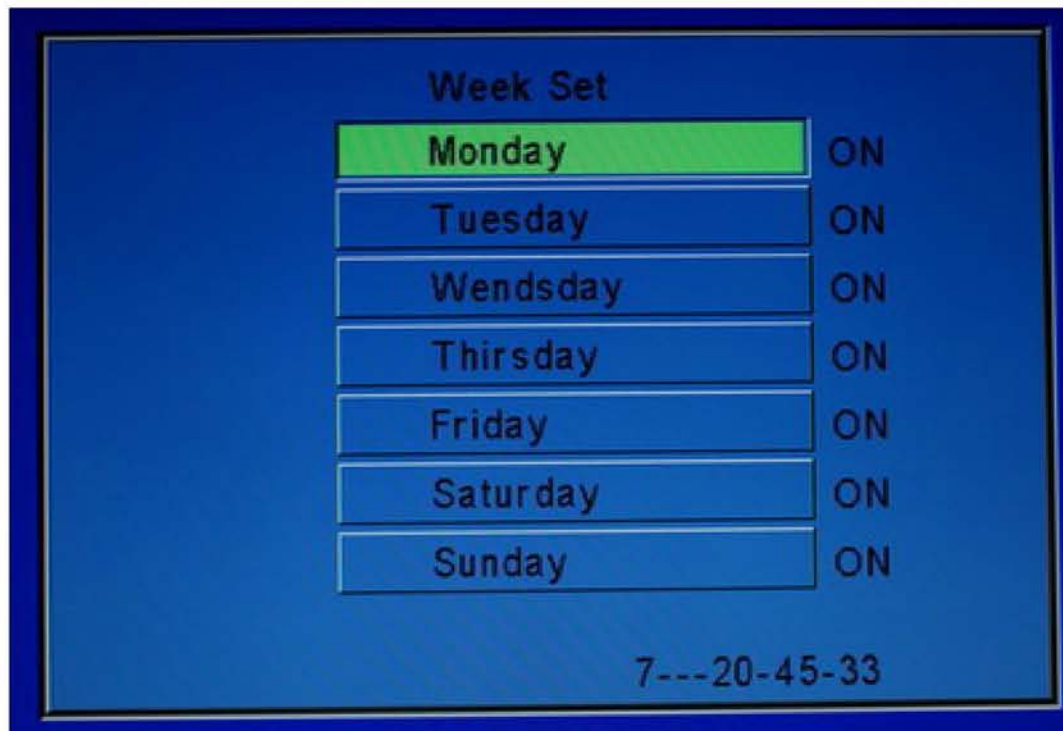 Week Set
Monday ON
Tuesday ON
Wendsday ON
Thirsday ON
Friday ON
Saturday ON
Sunday ON
7---20-45-33